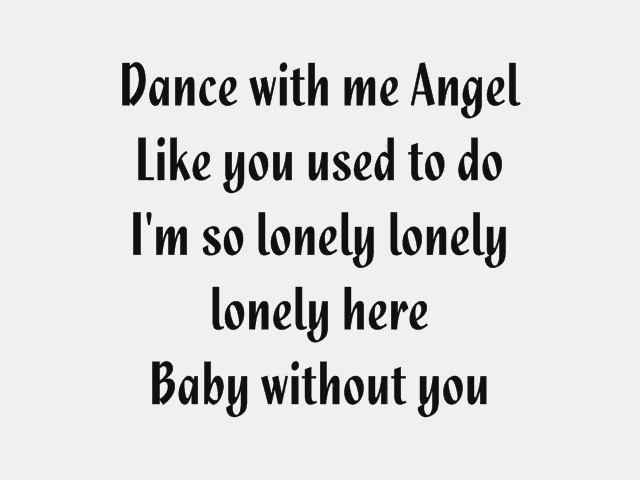 Dance with me Angel
Like you used to do
I'm so lonely lonely
lonely here
Baby without you